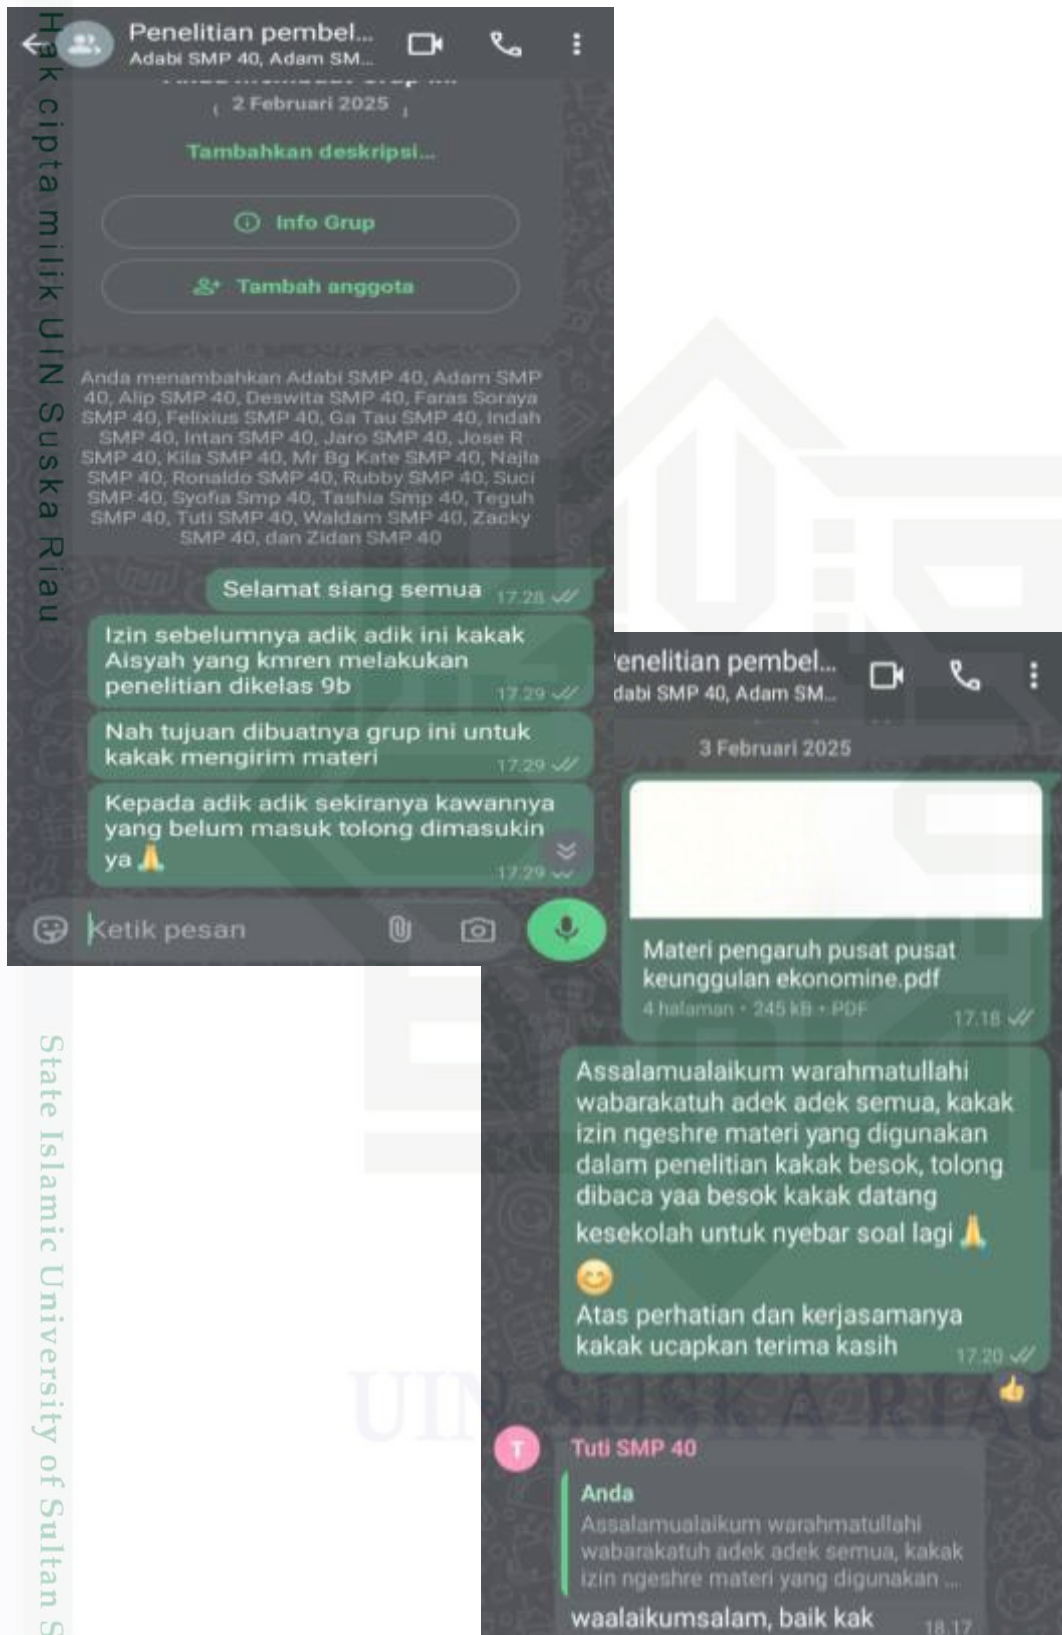 Hak cipta milik UIN Suska Riau
Penelitian pembel...
Adabi SMP 40, Adam SM...
2 Februari 2025
Tambahkan deskripsi...
Info Grup
Tambah anggota
Anda menambahkan Adabi SMP 40, Adam SMP
40, Alip SMP 40, Deswita SMP 40, Faras Soraya
SMP 40, Felixius SMP 40, Ga Tau SMP 40, Indah
SMP 40, Intan SMP 40, Jaro SMP 40, Jose R
SMP 40, Kila SMP 40, Mr Bg Kate SMP 40, Najla
SMP 40, Ronaldo SMP 40, Rubby SMP 40, Suci
SMP 40, Syofia Smp 40, Tashia Smp 40, Teguh
SMP 40, Tuti SMP 40, Waldam SMP 40, Zacky
SMP 40, dan Zidan SMP 40
Selamat siang semua 17.28
Izin sebelumnya adik adik ini kakak
Aisyah yang kmren melakukan
penelitian dikelas 9b 17.29
Nah tujuan dibuatnya grup ini untuk
kakak mengirim materi 17.29
Kepada adik adik sekiranya kawannya
yang belum masuk tolong dimasukin
ya🙏 17.29
Ketik pesan
enelitian pembel...
dabi SMP 40, Adam SM...
3 Februari 2025
Materi pengaruh pusat pusat
keunggulan ekonomine.pdf
4 halaman • 245 kB • PDF 17.18
Assalamualaikum warahmatullahi
wabarakatuh adek adek semua, kakak
izin ngeshre materi yang digunakan
dalam penelitian kakak besok, tolong
dibaca yaa besok kakak datang
kesekolah untuk nyebar soal lagi 🙏
😊
Atas perhatian dan kerjasamanya
kakak ucapkan terima kasih 17.20
👍
T
Tuti SMP 40
Anda
Assalamualaikum warahmatullahi
wabarakatuh adek adek semua, kakak
izin ngeshre materi yang digunakan ...
waalaikumsalam, baik kak 18.17
State Islamic University of Sultan S
UIN SUSKA RIAU